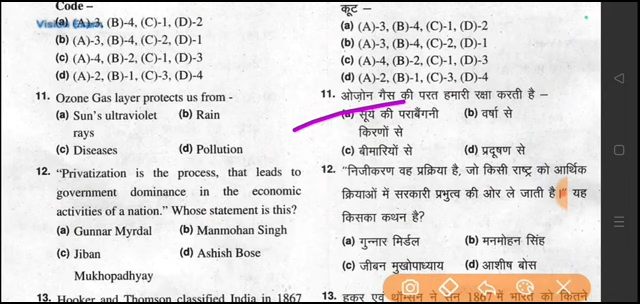 Code –
(a) (A)-3, (B)-4, (C)-1, (D)-2
(b) (A)-3, (B)-4, (C)-2, (D)-1
(c) (A)-4, (B)-2, (C)-1, (D)-3
(d) (A)-2, (B)-1, (C)-3, (D)-4
11. Ozone Gas layer protects us from -
(a) Sun's ultraviolet (b) Rain
rays
(c) Diseases (d) Pollution
12. “Privatization is the process, that leads to
government dominance in the economic
activities of a nation.” Whose statement is this?
(a) Gunnar Myrdal (b) Manmohan Singh
(c) Jiban (d) Ashish Bose
Mukhopadhyay
13. Hooker and Thomson classified India in 1867
कूट –
(a) (A)-3, (B)-4, (C)-1, (D)-2
(b) (A)-3, (B)-4, (C)-2, (D)-1
(c) (A)-4, (B)-2, (C)-1, (D)-3
(d) (A)-2, (B)-1, (C)-3, (D)-4
11. ओज़ोन गैस की परत हमारी रक्षा करती है –
(a) सूर्य की पराबैंगनी (b) वर्षा से
किरणों से
(c) बीमारियों से (d) प्रदूषण से
12. “निजीकरण वह प्रक्रिया है, जो किसी राष्ट्र को आर्थिक
क्रियाओं में सरकारी प्रभुत्व की ओर ले जाती है।” यह
किसका कथन है?
(a) गुन्नार मिर्डल (b) मनमोहन सिंह
(c) जीबन मुखोपाध्याय (d) आशीष बोस
13. हुकर एवं थॉमसन ने सन् 1867 में भारत को कितने